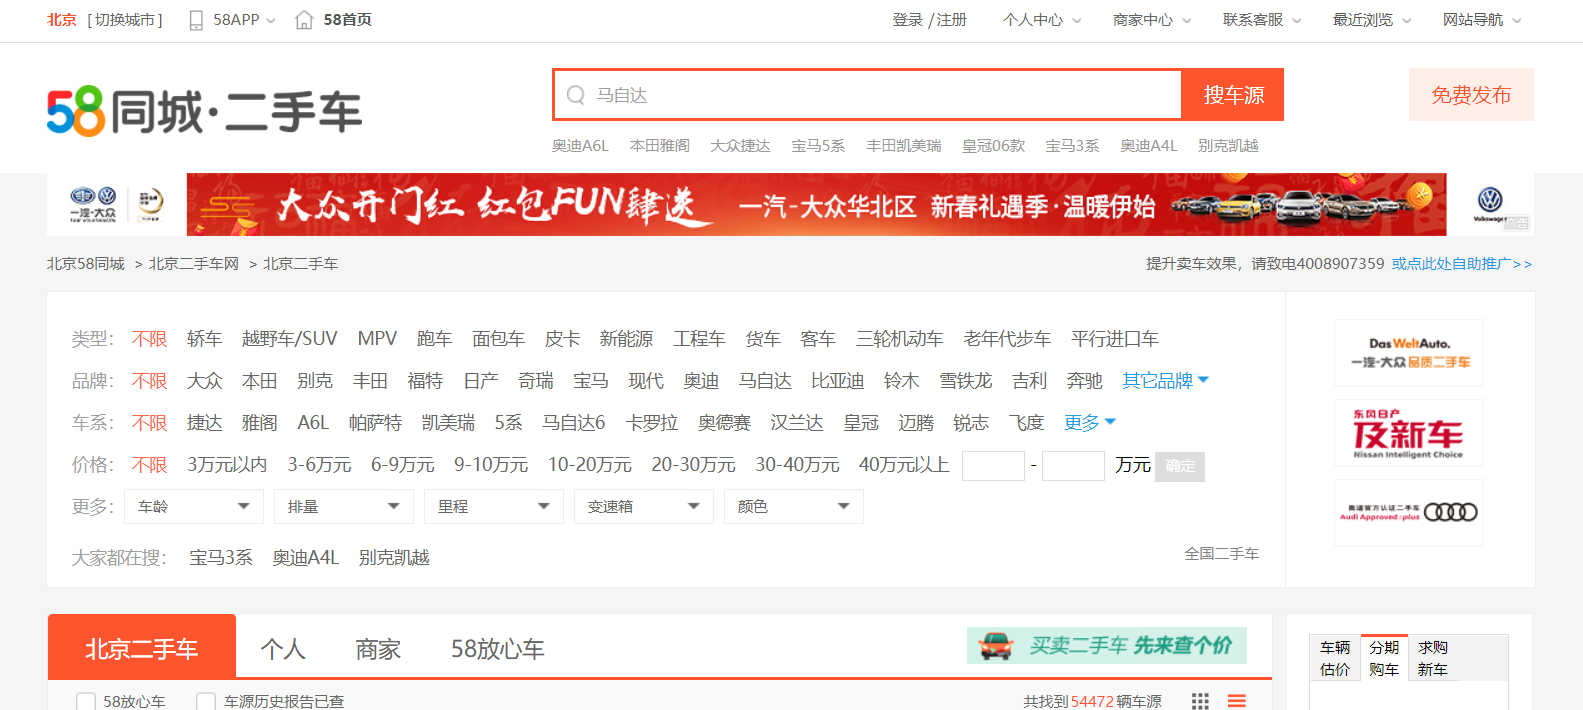 北京 [ 切换城市 ] 58APP 58首页 登录 / 注册 个人中心 商家中心 联系客服 最近浏览 网站导航
58同城·二手车
马自达 搜车源 免费发布
奥迪A6L 本田雅阁 大众捷达 宝马5系 丰田凯美瑞 皇冠06款 宝马3系 奥迪A4L 别克凯越
一汽-大众 大众开门红 红包FUN肆送 一汽-大众华北区 新春礼遇季·温暖伊始 广告
北京58同城 > 北京二手车网 > 北京二手车 提升卖车效果，请致电4008907359 或点此处自助推广>>
类型： 不限 轿车 越野车/SUV MPV 跑车 面包车 皮卡 新能源 工程车 货车 客车 三轮机动车 老年代步车 平行进口车
品牌： 不限 大众 本田 别克 丰田 福特 日产 奇瑞 宝马 现代 奥迪 马自达 比亚迪 铃木 雪铁龙 吉利 奔驰 其它品牌
车系： 不限 捷达 雅阁 A6L 帕萨特 凯美瑞 5系 马自达6 卡罗拉 奥德赛 汉兰达 皇冠 迈腾 锐志 飞度 更多
价格： 不限 3万元以内 3-6万元 6-9万元 9-10万元 10-20万元 20-30万元 30-40万元 40万元以上 - 万元 确定
更多： 车龄 排量 里程 变速箱 颜色
大家都在搜： 宝马3系 奥迪A4L 别克凯越 全国二手车
Das WeltAuto.
一汽-大众 品质二手车
东风日产
及新车
Nissan Intelligent Choice
奥迪官方认证二手车
Audi Approved :plus
北京二手车 个人 商家 58放心车 买卖二手车 先来查个价
58放心车 车源历史报告已查 共找到54472辆车源
车辆 分期 求购
估价 购车 新车